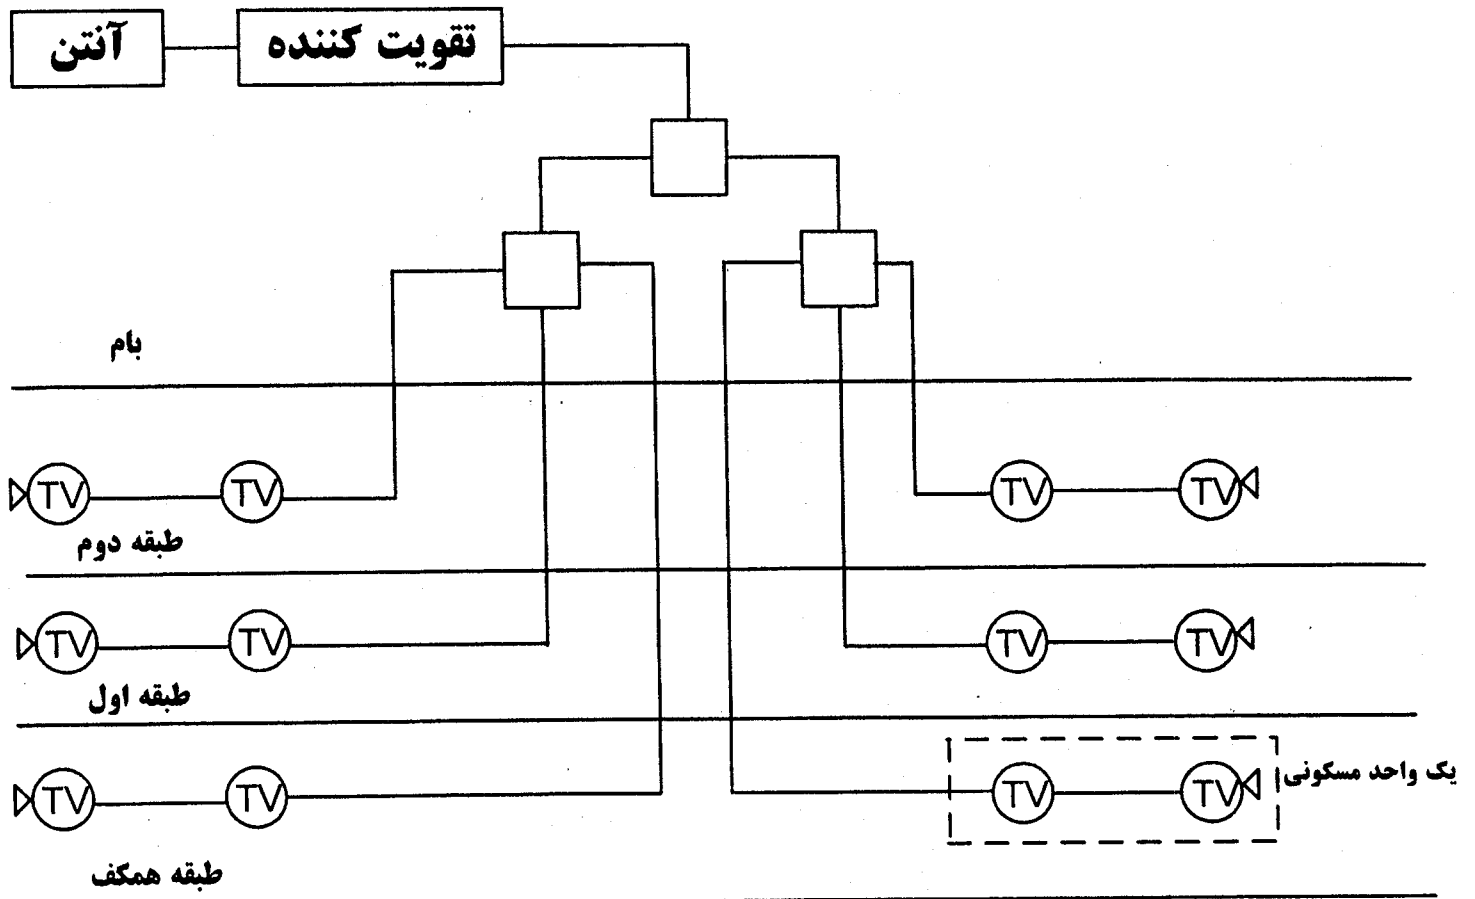 آنتن
تقویت کننده
بام
TV TV TV TV
طبقه دوم
TV TV TV TV
طبقه اول
یک واحد مسکونی
TV TV TV TV
طبقه همکف